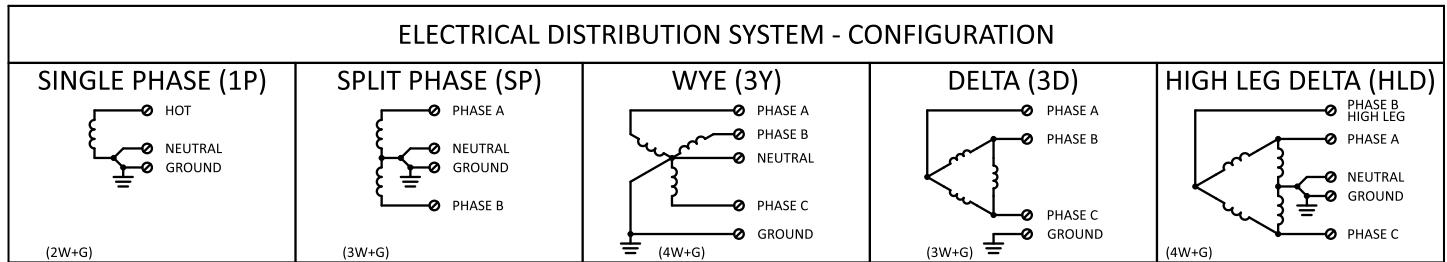 ELECTRICAL DISTRIBUTION SYSTEM - CONFIGURATION
SINGLE PHASE (1P)
HOT
NEUTRAL
GROUND
(2W+G)
SPLIT PHASE (SP)
PHASE A
NEUTRAL
GROUND
PHASE B
(3W+G)
WYE (3Y)
PHASE A
PHASE B
NEUTRAL
PHASE C
GROUND
(4W+G)
DELTA (3D)
PHASE A
PHASE B
PHASE C
GROUND
(3W+G)
HIGH LEG DELTA (HLD)
PHASE B
HIGH LEG
PHASE A
NEUTRAL
GROUND
PHASE C
(4W+G)